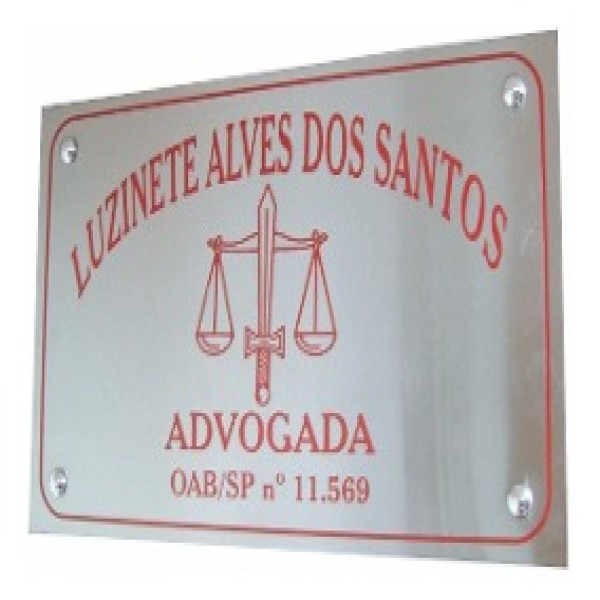 LUZINETE ALVES DOS SANTOS
ADVOGADA
OAB/SP nº 11.569